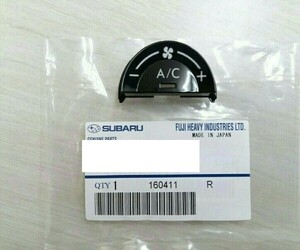 − +
A/C
SUBARU
FUJI HEAVY INDUSTRIES LTD.
GENUINE PARTS
MADE IN JAPAN
QTY 1 160411 R